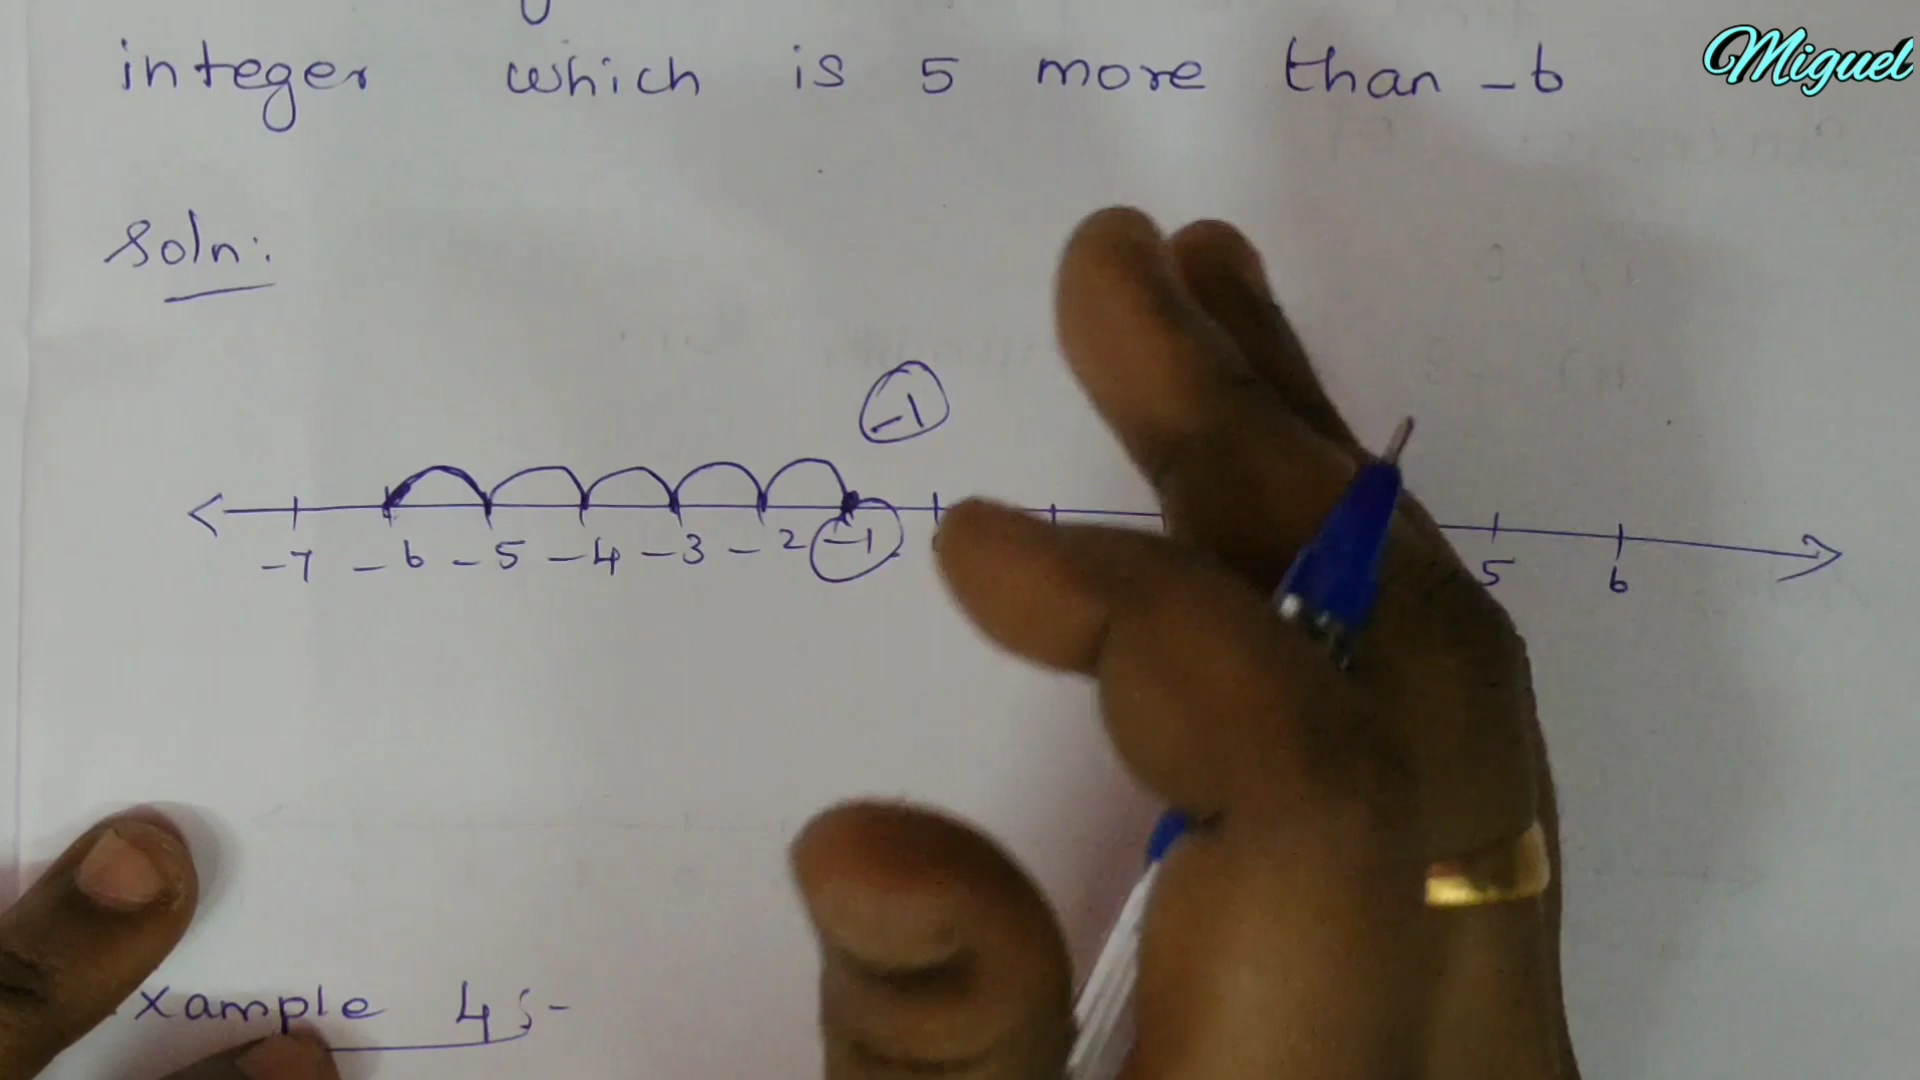 integer which is 5 more than -6
Miguel
Soln:
-1
-7 -6 -5 -4 -3 -2 -1 5 6
xample 4:-